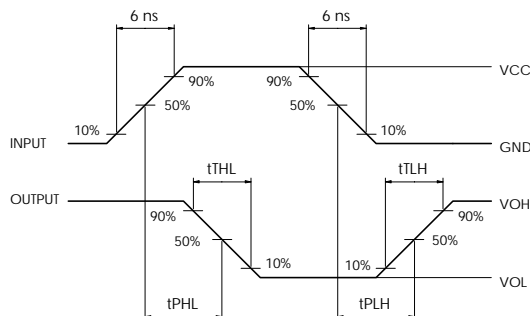 6 ns 6 ns
90% 90% VCC
50% 50%
10% 10%
INPUT GND
tTHL tTLH
OUTPUT VOH
90% 90%
50% 50%
10% 10%
VOL
tPHL tPLH